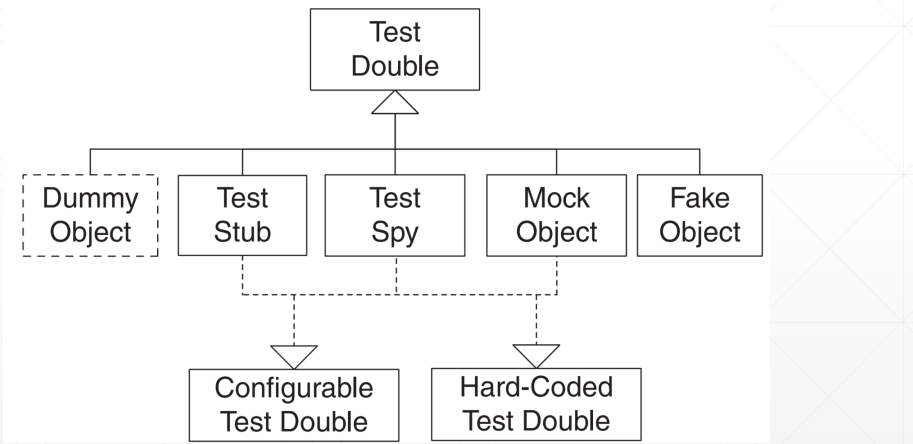 Test
Double
Dummy
Object
Test
Stub
Test
Spy
Mock
Object
Fake
Object
Configurable
Test Double
Hard-Coded
Test Double